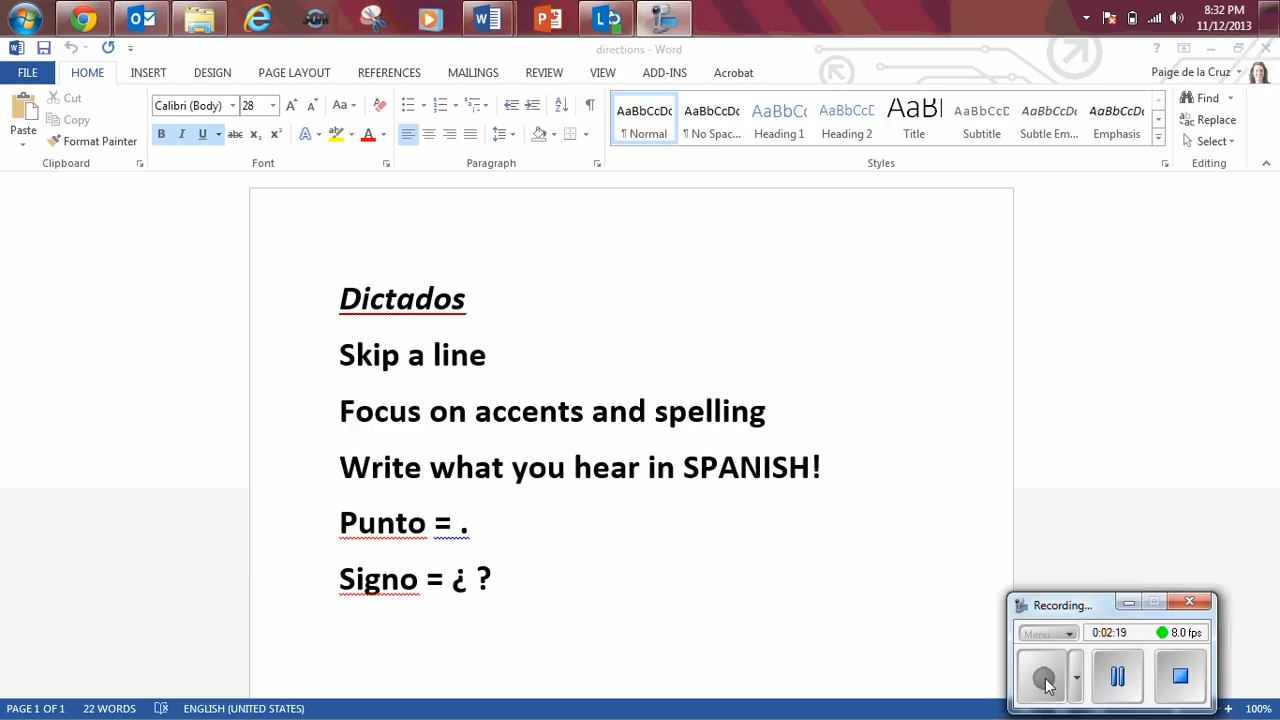 8:32 PM
11/12/2013
directions - Word
FILE HOME INSERT DESIGN PAGE LAYOUT REFERENCES MAILINGS REVIEW VIEW ADD-INS Acrobat Paige de la Cruz
Paste
Cut
Copy
Format Painter
Calibri (Body) 28
Aa
B I U abc x₂ x²
AaBbCcDc AaBbCcDc AaBbCc AaBbCcD AaBl AaBbCcD AaBbCcDc AaBbCcDc
¶ Normal ¶ No Spac... Heading 1 Heading 2 Title Subtitle Subtle Em... Emphasis
Find
Replace
Select
Clipboard Font Paragraph Styles Editing
Dictados
Skip a line
Focus on accents and spelling
Write what you hear in SPANISH!
Punto = .
Signo = ¿ ?
Recording...
Menu 0:02:19 8.0 fps
PAGE 1 OF 1 22 WORDS ENGLISH (UNITED STATES) 100%